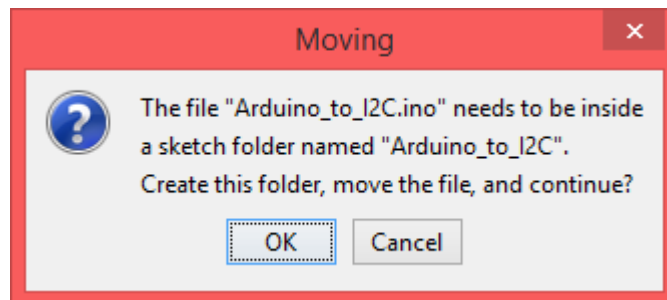 Moving
The file "Arduino_to_I2C.ino" needs to be inside
a sketch folder named "Arduino_to_I2C".
Create this folder, move the file, and continue?
OK Cancel